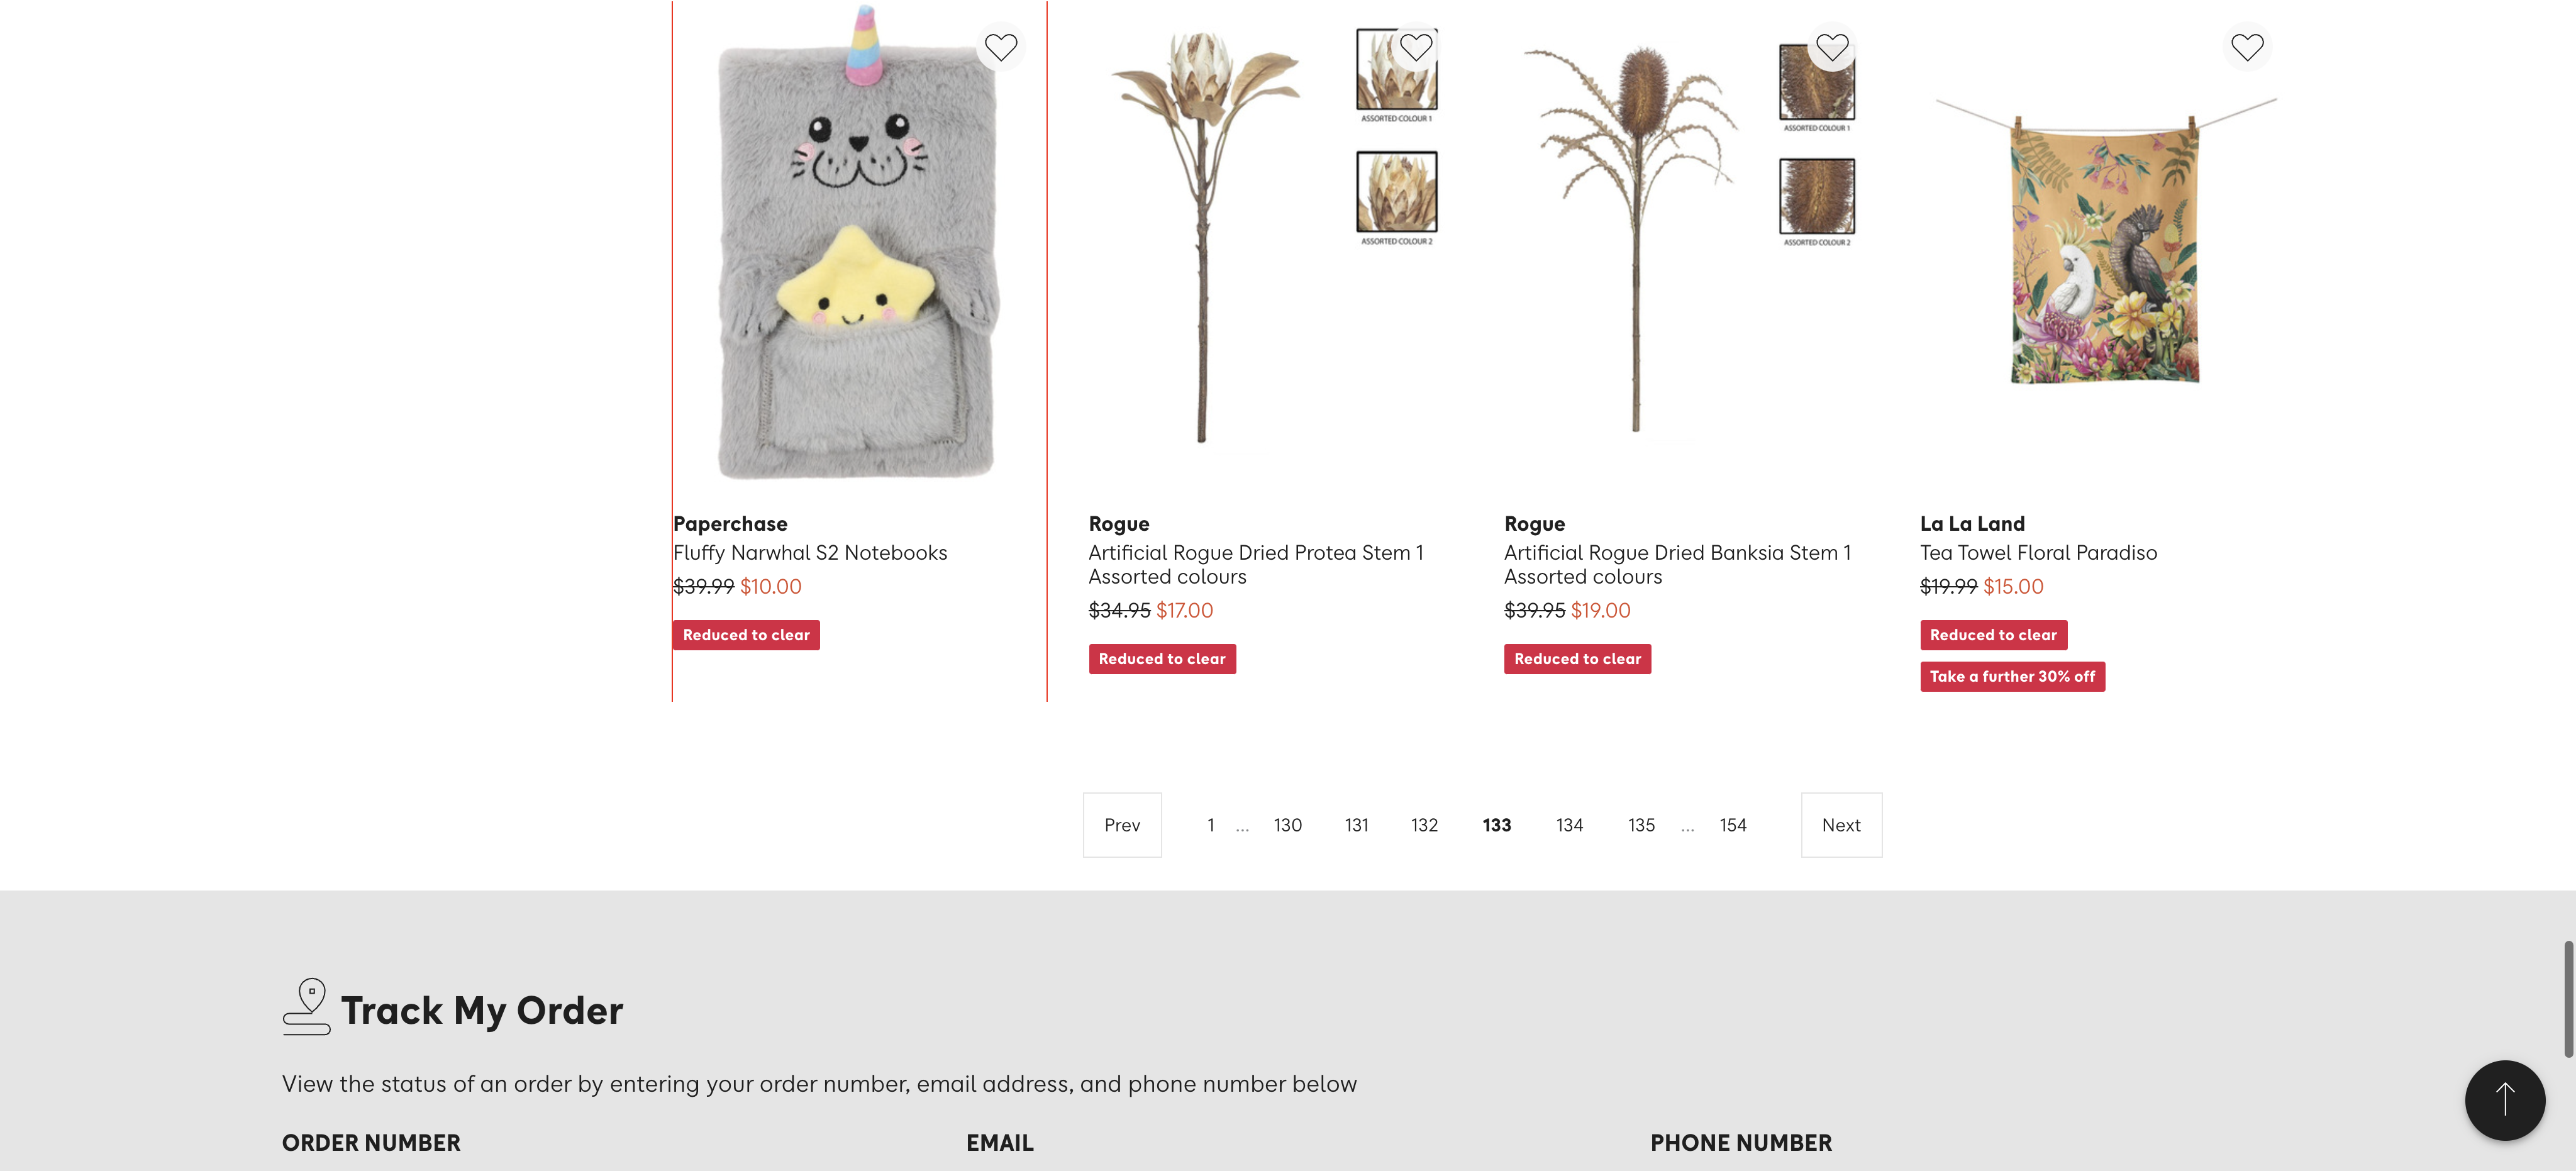 ASSORTED COLOUR 1
ASSORTED COLOUR 2
ASSORTED COLOUR 1
ASSORTED COLOUR 2
Paperchase
Fluffy Narwhal S2 Notebooks
$39.99 $10.00
Reduced to clear
Rogue
Artificial Rogue Dried Protea Stem 1
Assorted colours
$34.95 $17.00
Reduced to clear
Rogue
Artificial Rogue Dried Banksia Stem 1
Assorted colours
$39.95 $19.00
Reduced to clear
La La Land
Tea Towel Floral Paradiso
$19.99 $15.00
Reduced to clear
Take a further 30% off
Prev 1 ... 130 131 132 133 134 135 ... 154 Next
Track My Order
View the status of an order by entering your order number, email address, and phone number below
ORDER NUMBER EMAIL PHONE NUMBER